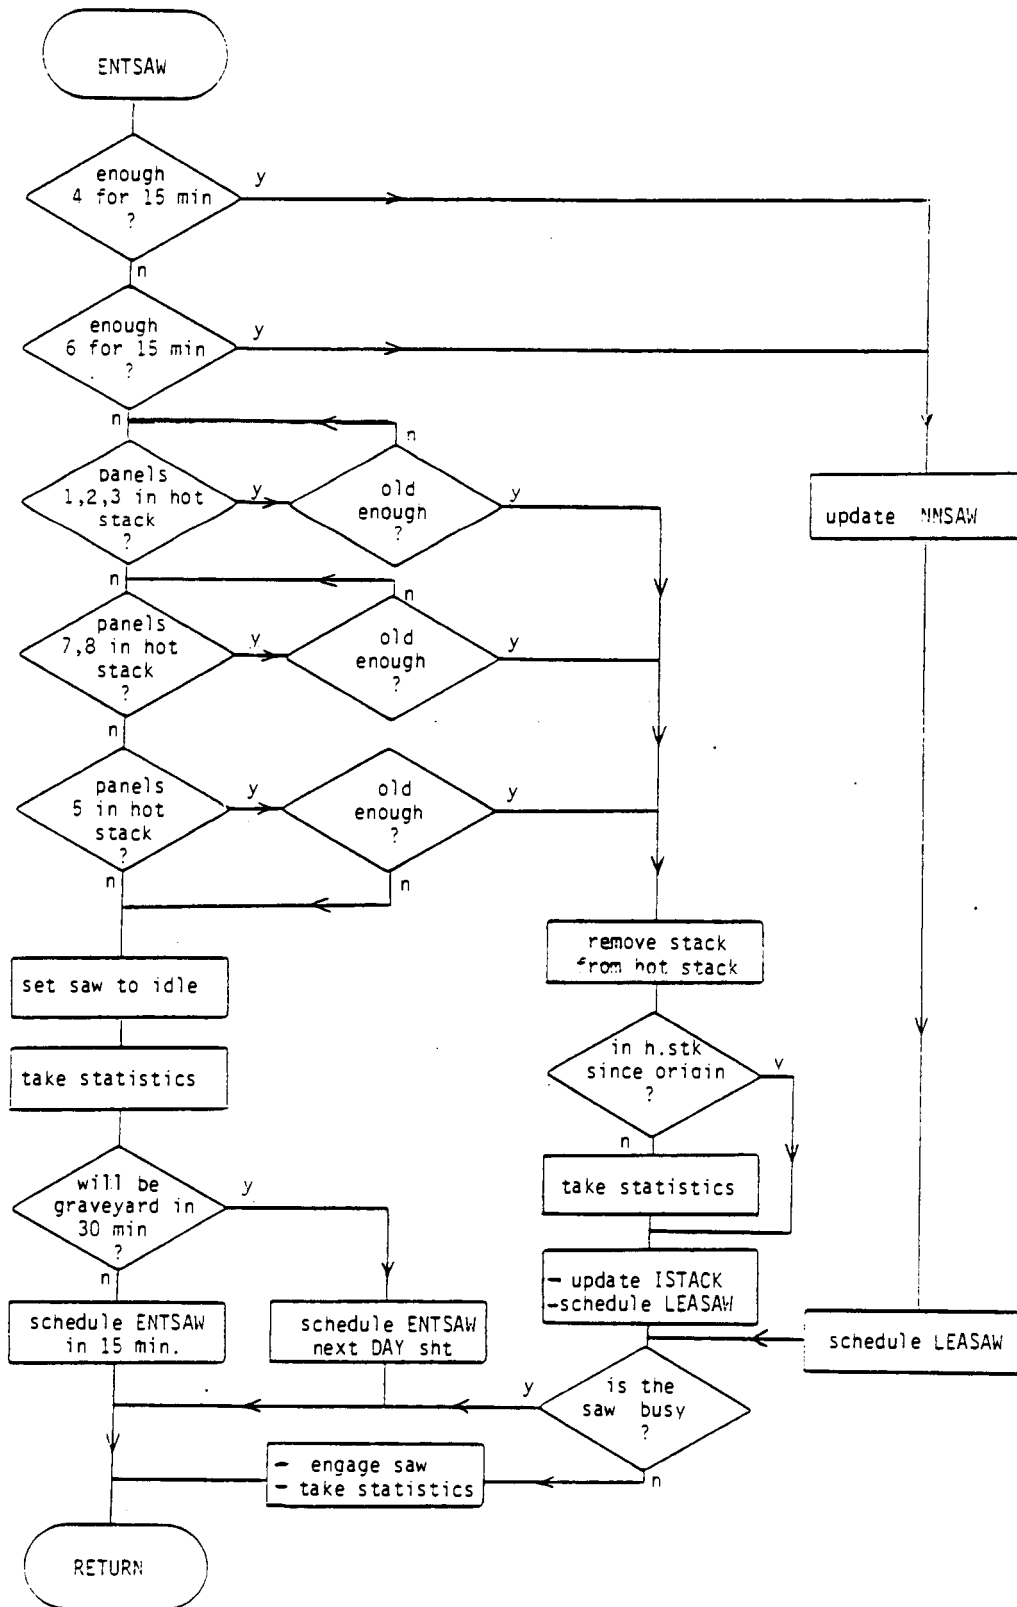 ENTSAW
enough
4 for 15 min
?
y
n
enough
6 for 15 min
?
y
n
panels
1,2,3 in hot
stack
?
y
old
enough
?
n
y
update NNSAW
n
panels
7,8 in hot
stack
?
y
old
enough
?
n
y
n
panels
5 in hot
stack
?
y
old
enough
?
y
n
n
set saw to idle
take statistics
will be
graveyard in
30 min
?
y
n
schedule ENTSAW
in 15 min.
schedule ENTSAW
next DAY sht
remove stack
from hot stack
in h.stk
since origin
?
y
n
take statistics
- update ISTACK
-schedule LEASAW
schedule LEASAW
is the
saw busy
?
y
n
- engage saw
- take statistics
RETURN